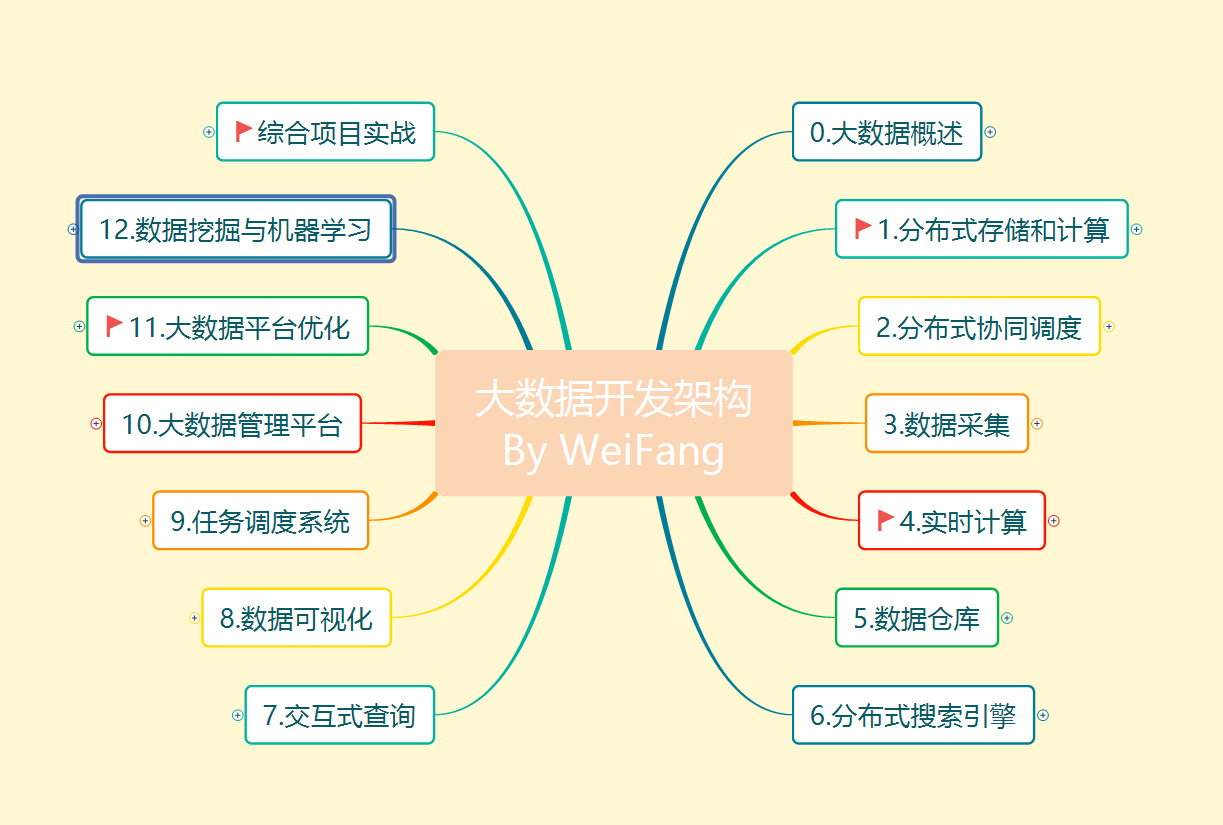 大数据开发架构
By WeiFang
0.大数据概述
1.分布式存储和计算
2.分布式协同调度
3.数据采集
4.实时计算
5.数据仓库
6.分布式搜索引擎
7.交互式查询
8.数据可视化
9.任务调度系统
10.大数据管理平台
11.大数据平台优化
12.数据挖掘与机器学习
综合项目实战